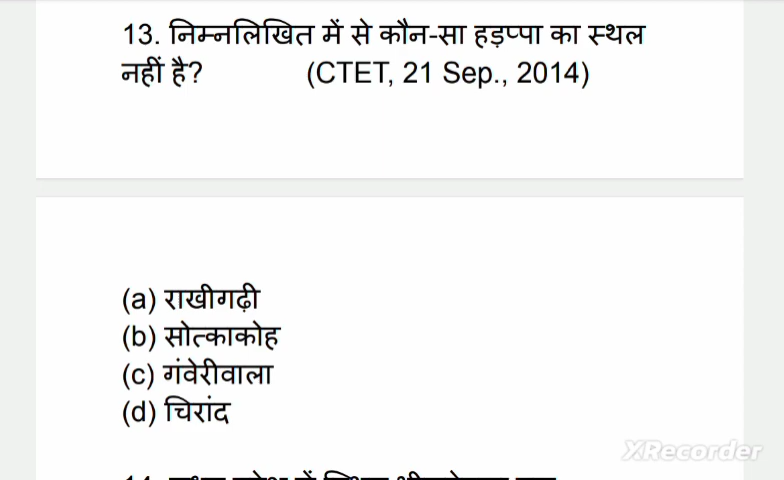 13. निम्नलिखित में से कौन-सा हड़प्पा का स्थल
नहीं है? (CTET, 21 Sep., 2014)
(a) राखीगढ़ी
(b) सोत्काकोह
(c) गंवेरीवाला
(d) चिरांद
XRecorder